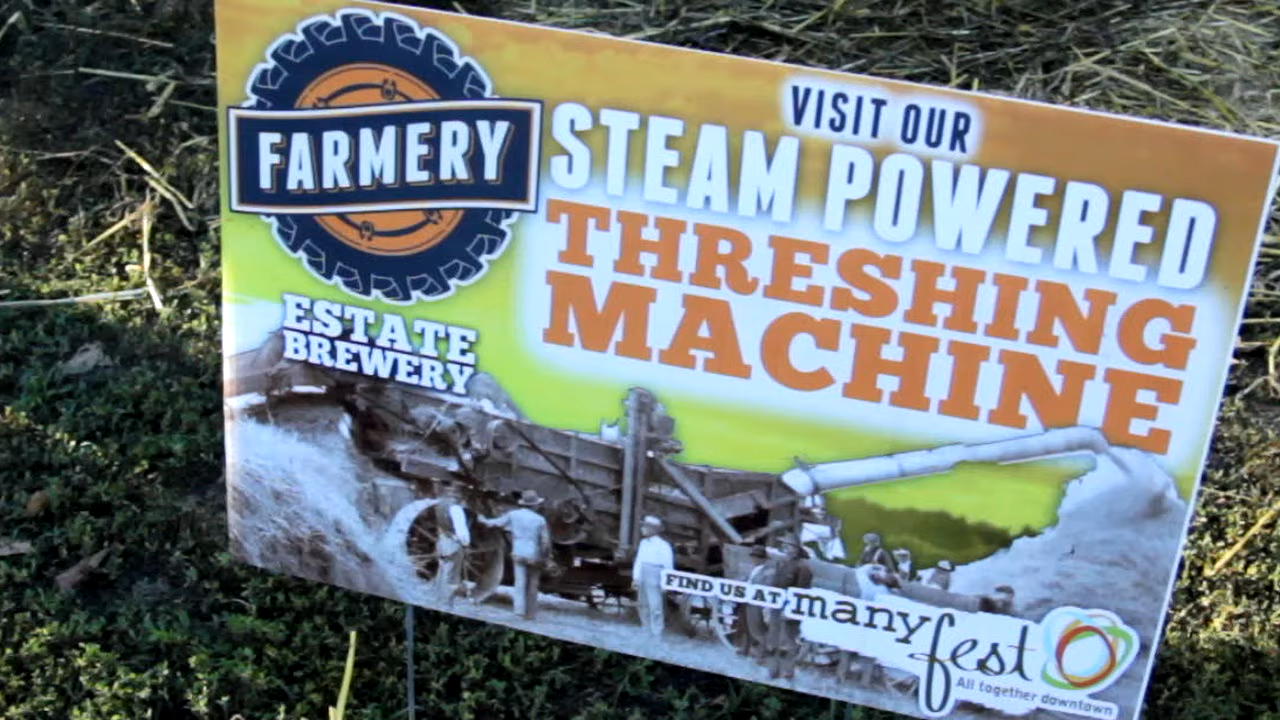 FARMERY
ESTATE
BREWERY
VISIT OUR
STEAM POWERED
THRESHING
MACHINE
FIND US AT manyfest
All together downtown